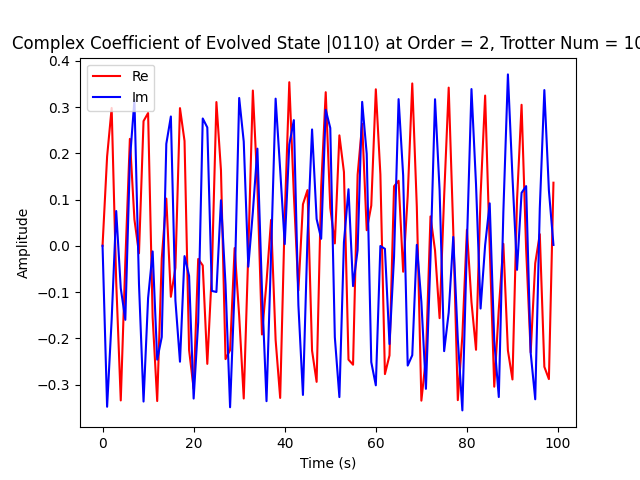 Complex Coefficient of Evolved State |0110⟩ at Order = 2, Trotter Num = 10
0.4
0.3
0.2
0.1
0.0
−0.1
−0.2
−0.3
Amplitude
Re
Im
0 20 40 60 80 100
Time (s)